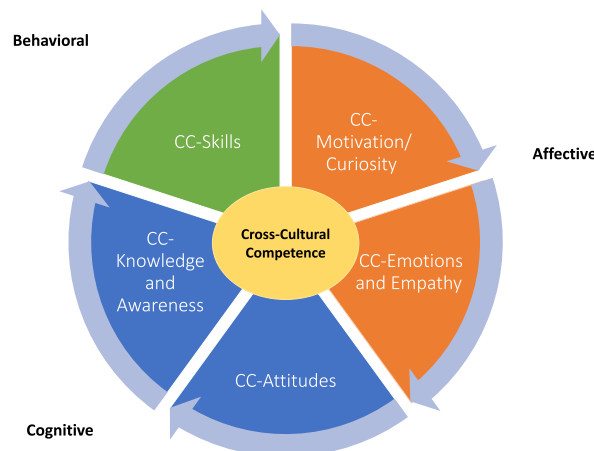 Behavioral
CC-Skills
CC-
Motivation/
Curiosity
Affective
Cross-Cultural
Competence
CC-
Knowledge
and
Awareness
CC-Emotions
and Empathy
CC-Attitudes
Cognitive